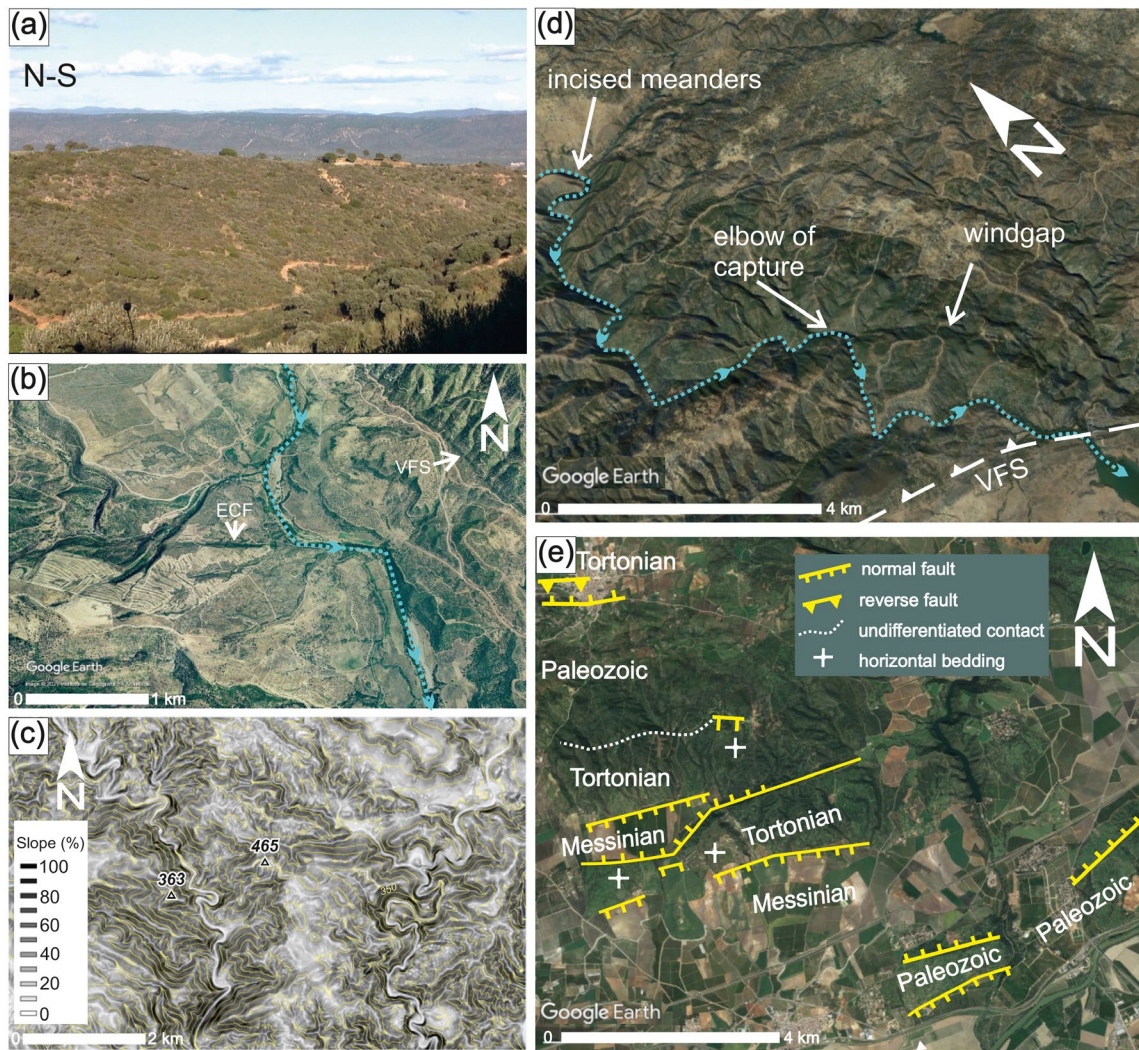 (a)
N-S
(b)
VFS
ECF
N
Google Earth
0
1 km
(c)
N
Slope (%)
100
80
60
40
20
0
465
363
350
0
2 km
(d)
incised meanders
N
elbow of
capture
windgap
VFS
Google Earth
0
4 km
(e)
Tortonian
normal fault
reverse fault
undifferentiated contact
horizontal bedding
N
Paleozoic
Tortonian
Messinian
Tortonian
Messinian
Paleozoic
Paleozoic
Google Earth
0
4 km